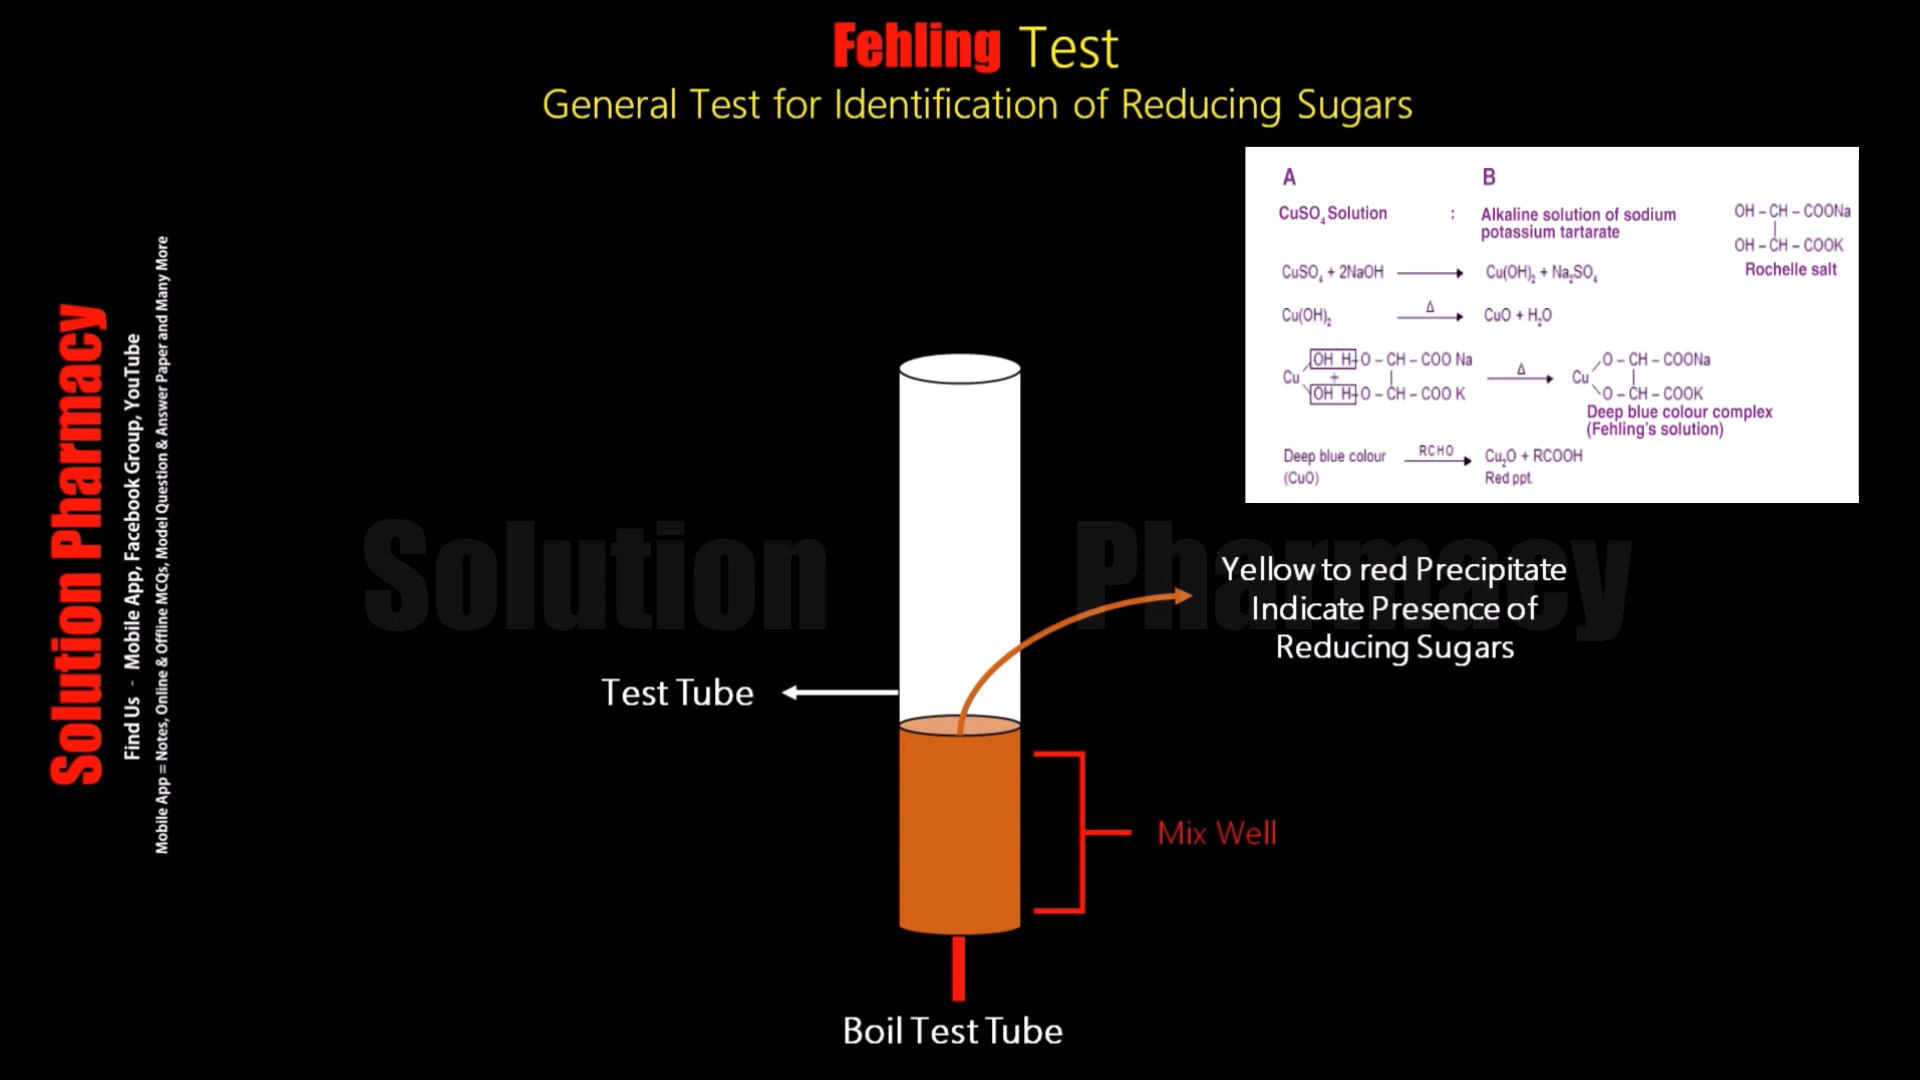 Fehling Test
General Test for Identification of Reducing Sugars
Solution Pharmacy
Find Us - Mobile App, Facebook Group, YouTube
Mobile App = Notes, Online & Offline MCQs, Model Question & Answer Paper and Many More
A B
CuSO₄ Solution : Alkaline solution of sodium
potassium tartarate
OH – CH – COONa
|
OH – CH – COOK
Rochelle salt
CuSO₄ + 2NaOH ⟶ Cu(OH)₂ + Na₂SO₄
Δ
Cu(OH)₂ ⟶ CuO + H₂O
OH H O – CH – COO Na
Cu + | Δ ⟶
OH H O – CH – COO K
O – CH – COONa
Cu |
O – CH – COOK
Deep blue colour complex
(Fehling's solution)
Deep blue colour RCHO ⟶ Cu₂O + RCOOH
(CuO) Red ppt.
Solution Pharmacy
Yellow to red Precipitate
Indicate Presence of
Reducing Sugars
Test Tube
Mix Well
Boil Test Tube